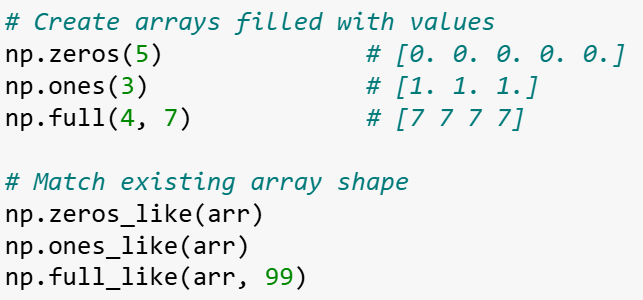 # Create arrays filled with values
np.zeros(5)              # [0. 0. 0. 0. 0.]
np.ones(3)               # [1. 1. 1.]
np.full(4, 7)            # [7 7 7 7]

# Match existing array shape
np.zeros_like(arr)
np.ones_like(arr)
np.full_like(arr, 99)